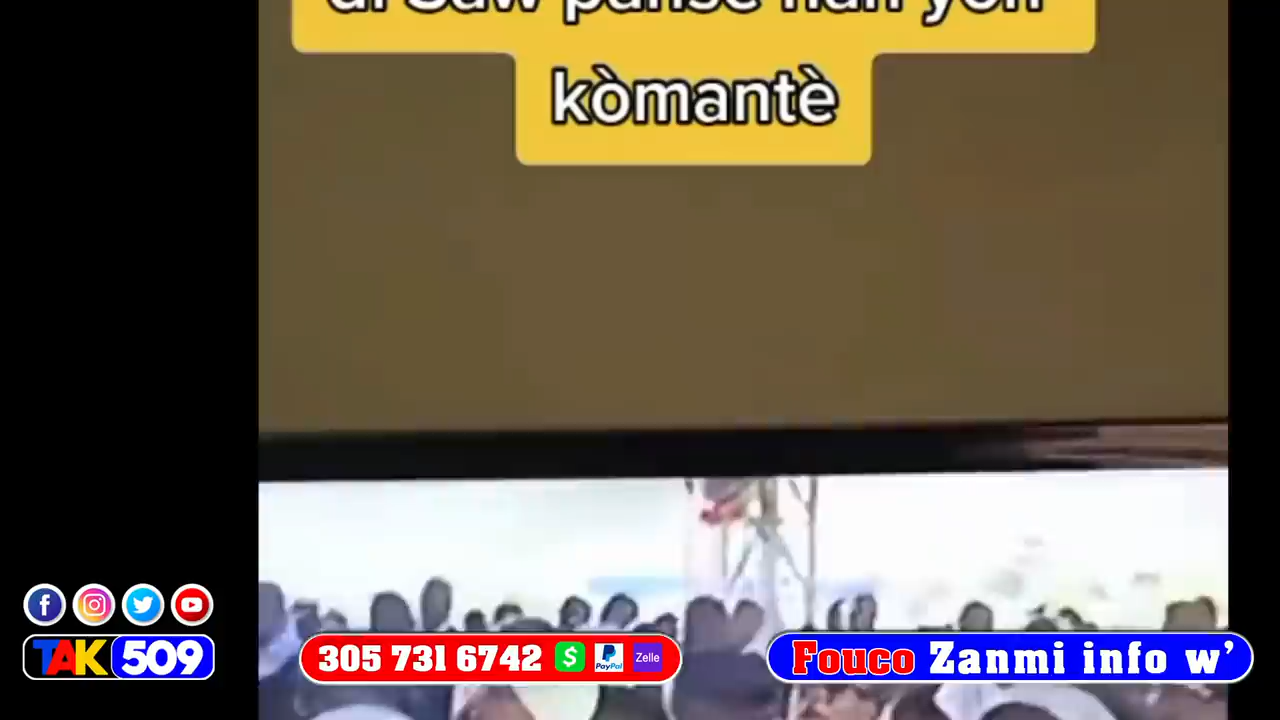 kòmantè
TAK 509
305 731 6742
PayPal
Zelle
Fouco Zanmi info w’